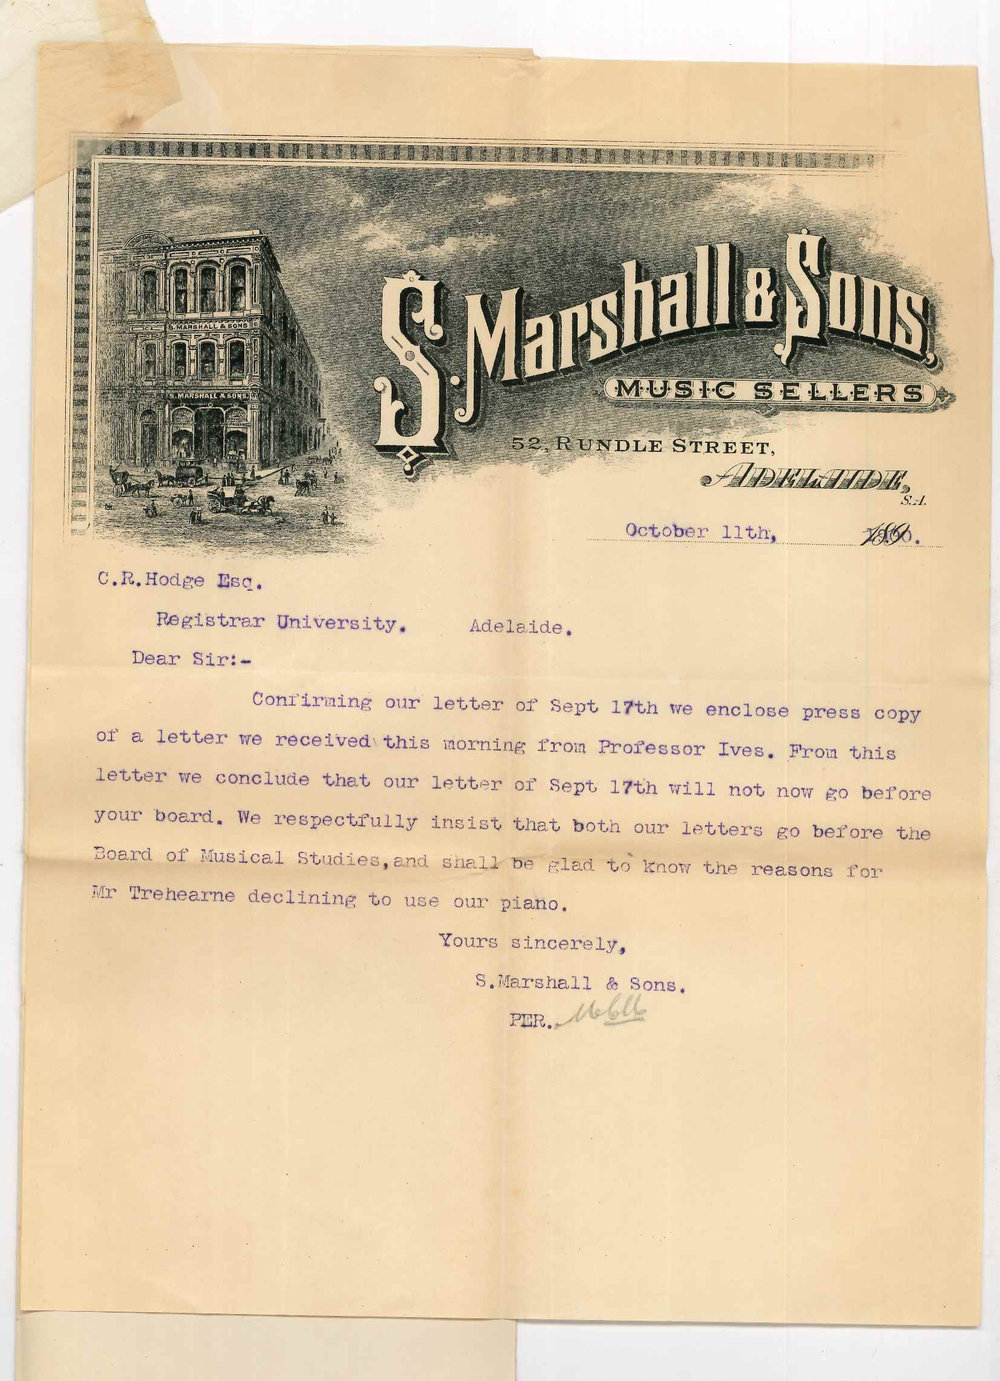 S. MARSHALL & SONS
S. MARSHALL & SONS.
S. Marshall & Sons,
MUSIC SELLERS
52, RUNDLE STREET,
ADELAIDE,
S.A.
October 11th,
C.R.Hodge Esq.
Registrar University. Adelaide.
Dear Sir:-
Confirming our letter of Sept 17th we enclose press copy
of a letter we received this morning from Professor Ives. From this
letter we conclude that our letter of Sept 17th will not now go before
your board. We respectfully insist that both our letters go before the
Board of Musical Studies,and shall be glad to know the reasons for
Mr Trehearne declining to use our piano.
Yours sincerely,
S.Marshall & Sons.
PER.